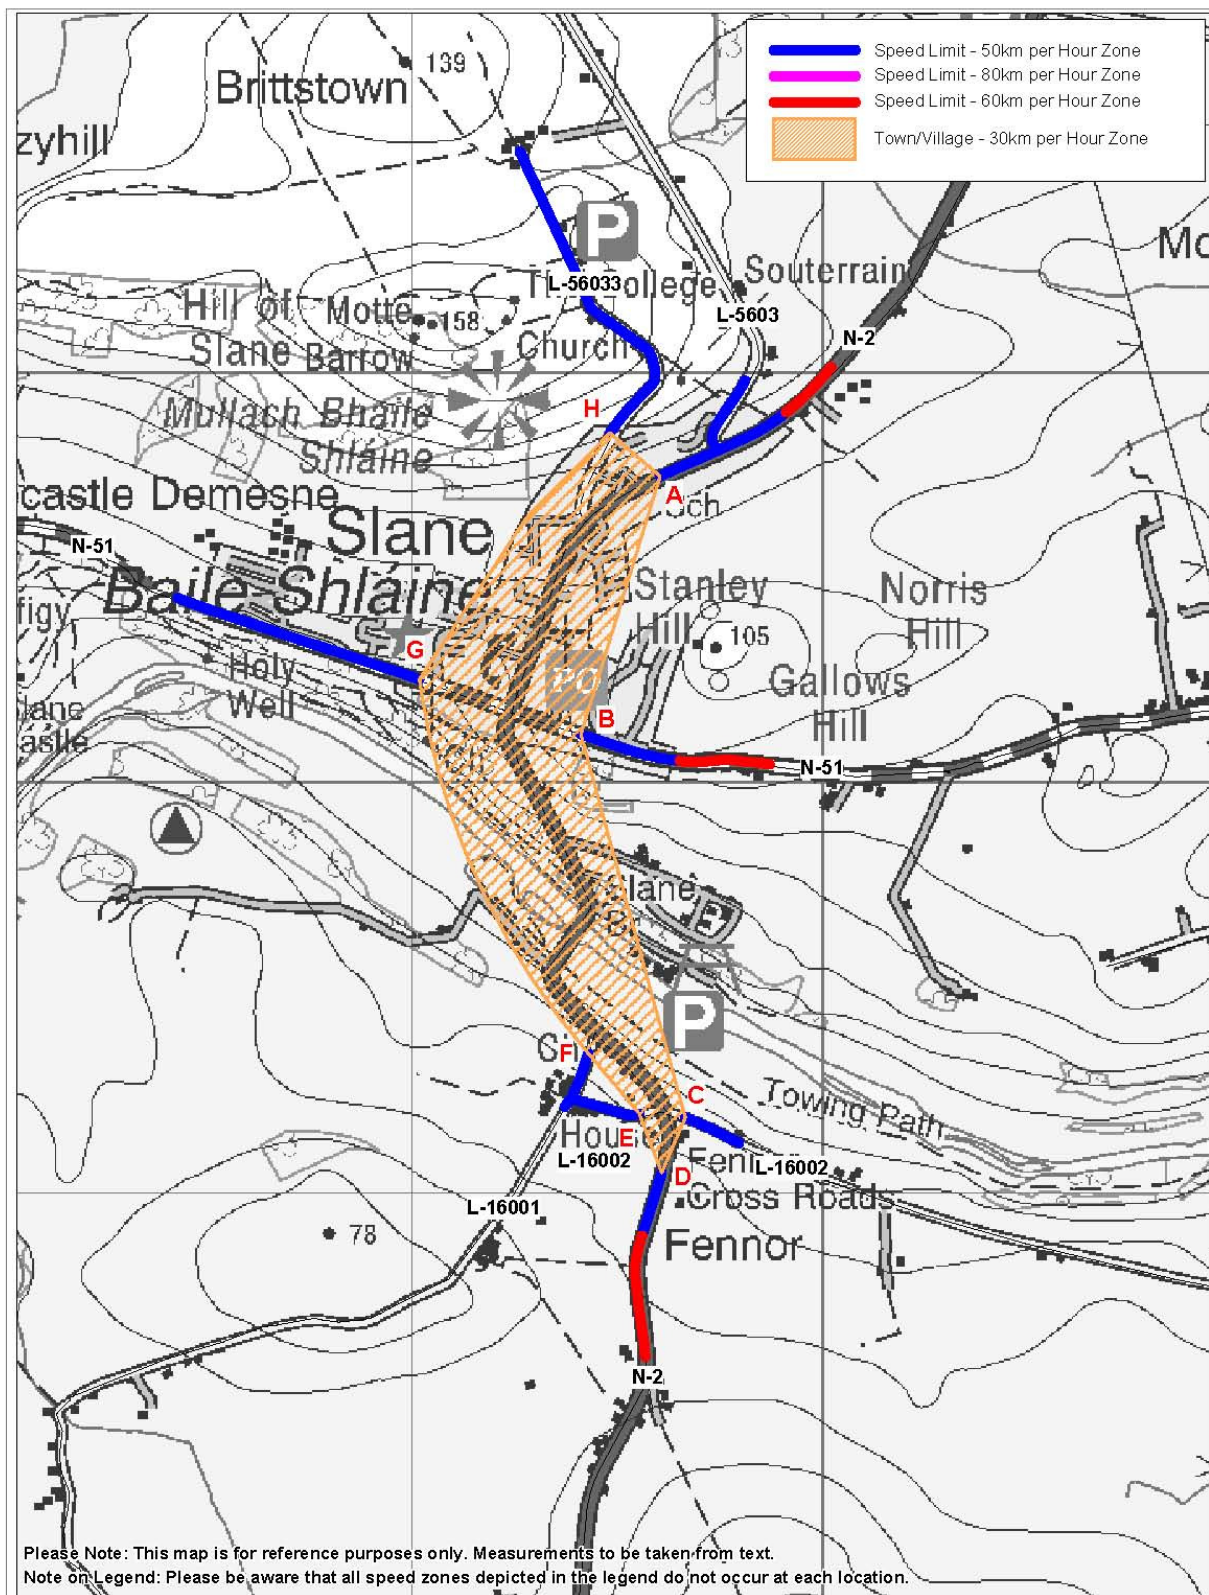 Speed Limit - 50km per Hour Zone
Speed Limit - 80km per Hour Zone
Speed Limit - 60km per Hour Zone
Town/Village - 30km per Hour Zone
139
Brittstown
zyhill
P
Souterrain
Mo
L-56033
College
L-5603
Hill of
Motte
158
N-2
Slane
Barrow
Church
H
Mullach Bhaile
Shláine
A
Sch
castle Demesne
Slane
N-51
Baile Shláine
Stanley
Hill
Norris
Hill
figy
105
G
Holy
Well
PO
Gallows
Hill
B
N-51
Slane
P
F
C
Towing Path
House
E
L-16002
D
L-16002
Cross Roads
L-16001
78
Fennor
N-2
Please Note: This map is for reference purposes only. Measurements to be taken from text.
Note on Legend: Please be aware that all speed zones depicted in the legend do not occur at each location.